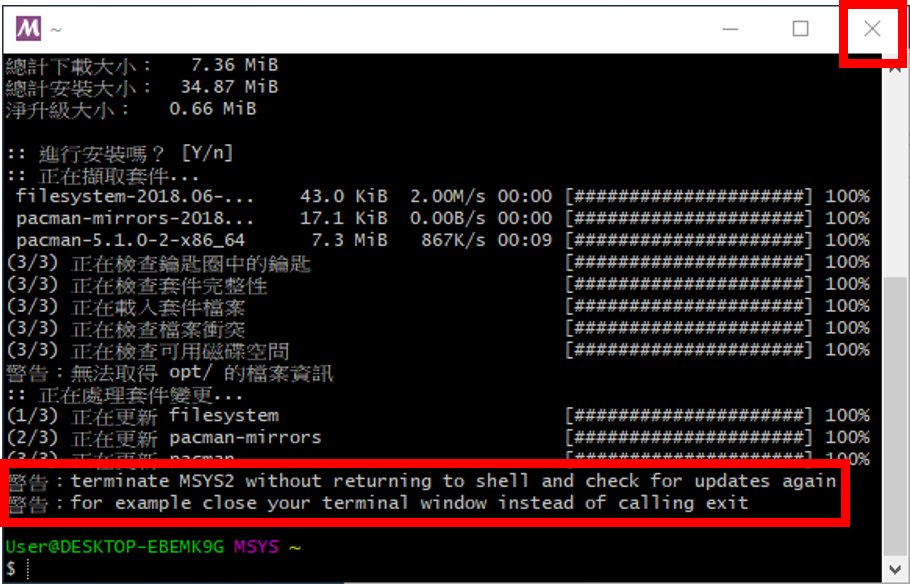 M ~
總計下載大小： 7.36 MiB
總計安裝大小： 34.87 MiB
淨升級大小： 0.66 MiB
:: 進行安裝嗎？ [Y/n]
:: 正在擷取套件...
filesystem-2018.06-... 43.0 KiB 2.00M/s 00:00 [######################] 100%
pacman-mirrors-2018... 17.1 KiB 0.00B/s 00:00 [######################] 100%
pacman-5.1.0-2-x86_64 7.3 MiB 867K/s 00:09 [######################] 100%
(3/3) 正在檢查鑰匙圈中的鑰匙 [######################] 100%
(3/3) 正在檢查套件完整性 [######################] 100%
(3/3) 正在載入套件檔案 [######################] 100%
(3/3) 正在檢查檔案衝突 [######################] 100%
(3/3) 正在檢查可用磁碟空間 [######################] 100%
警告：無法取得 opt/ 的檔案資訊
:: 正在處理套件變更...
(1/3) 正在更新 filesystem [######################] 100%
(2/3) 正在更新 pacman-mirrors [######################] 100%
(3/3) 正在更新 pacman [######################] 100%
警告：terminate MSYS2 without returning to shell and check for updates again
警告：for example close your terminal window instead of calling exit
User@DESKTOP-EBEMK9G MSYS ~
$